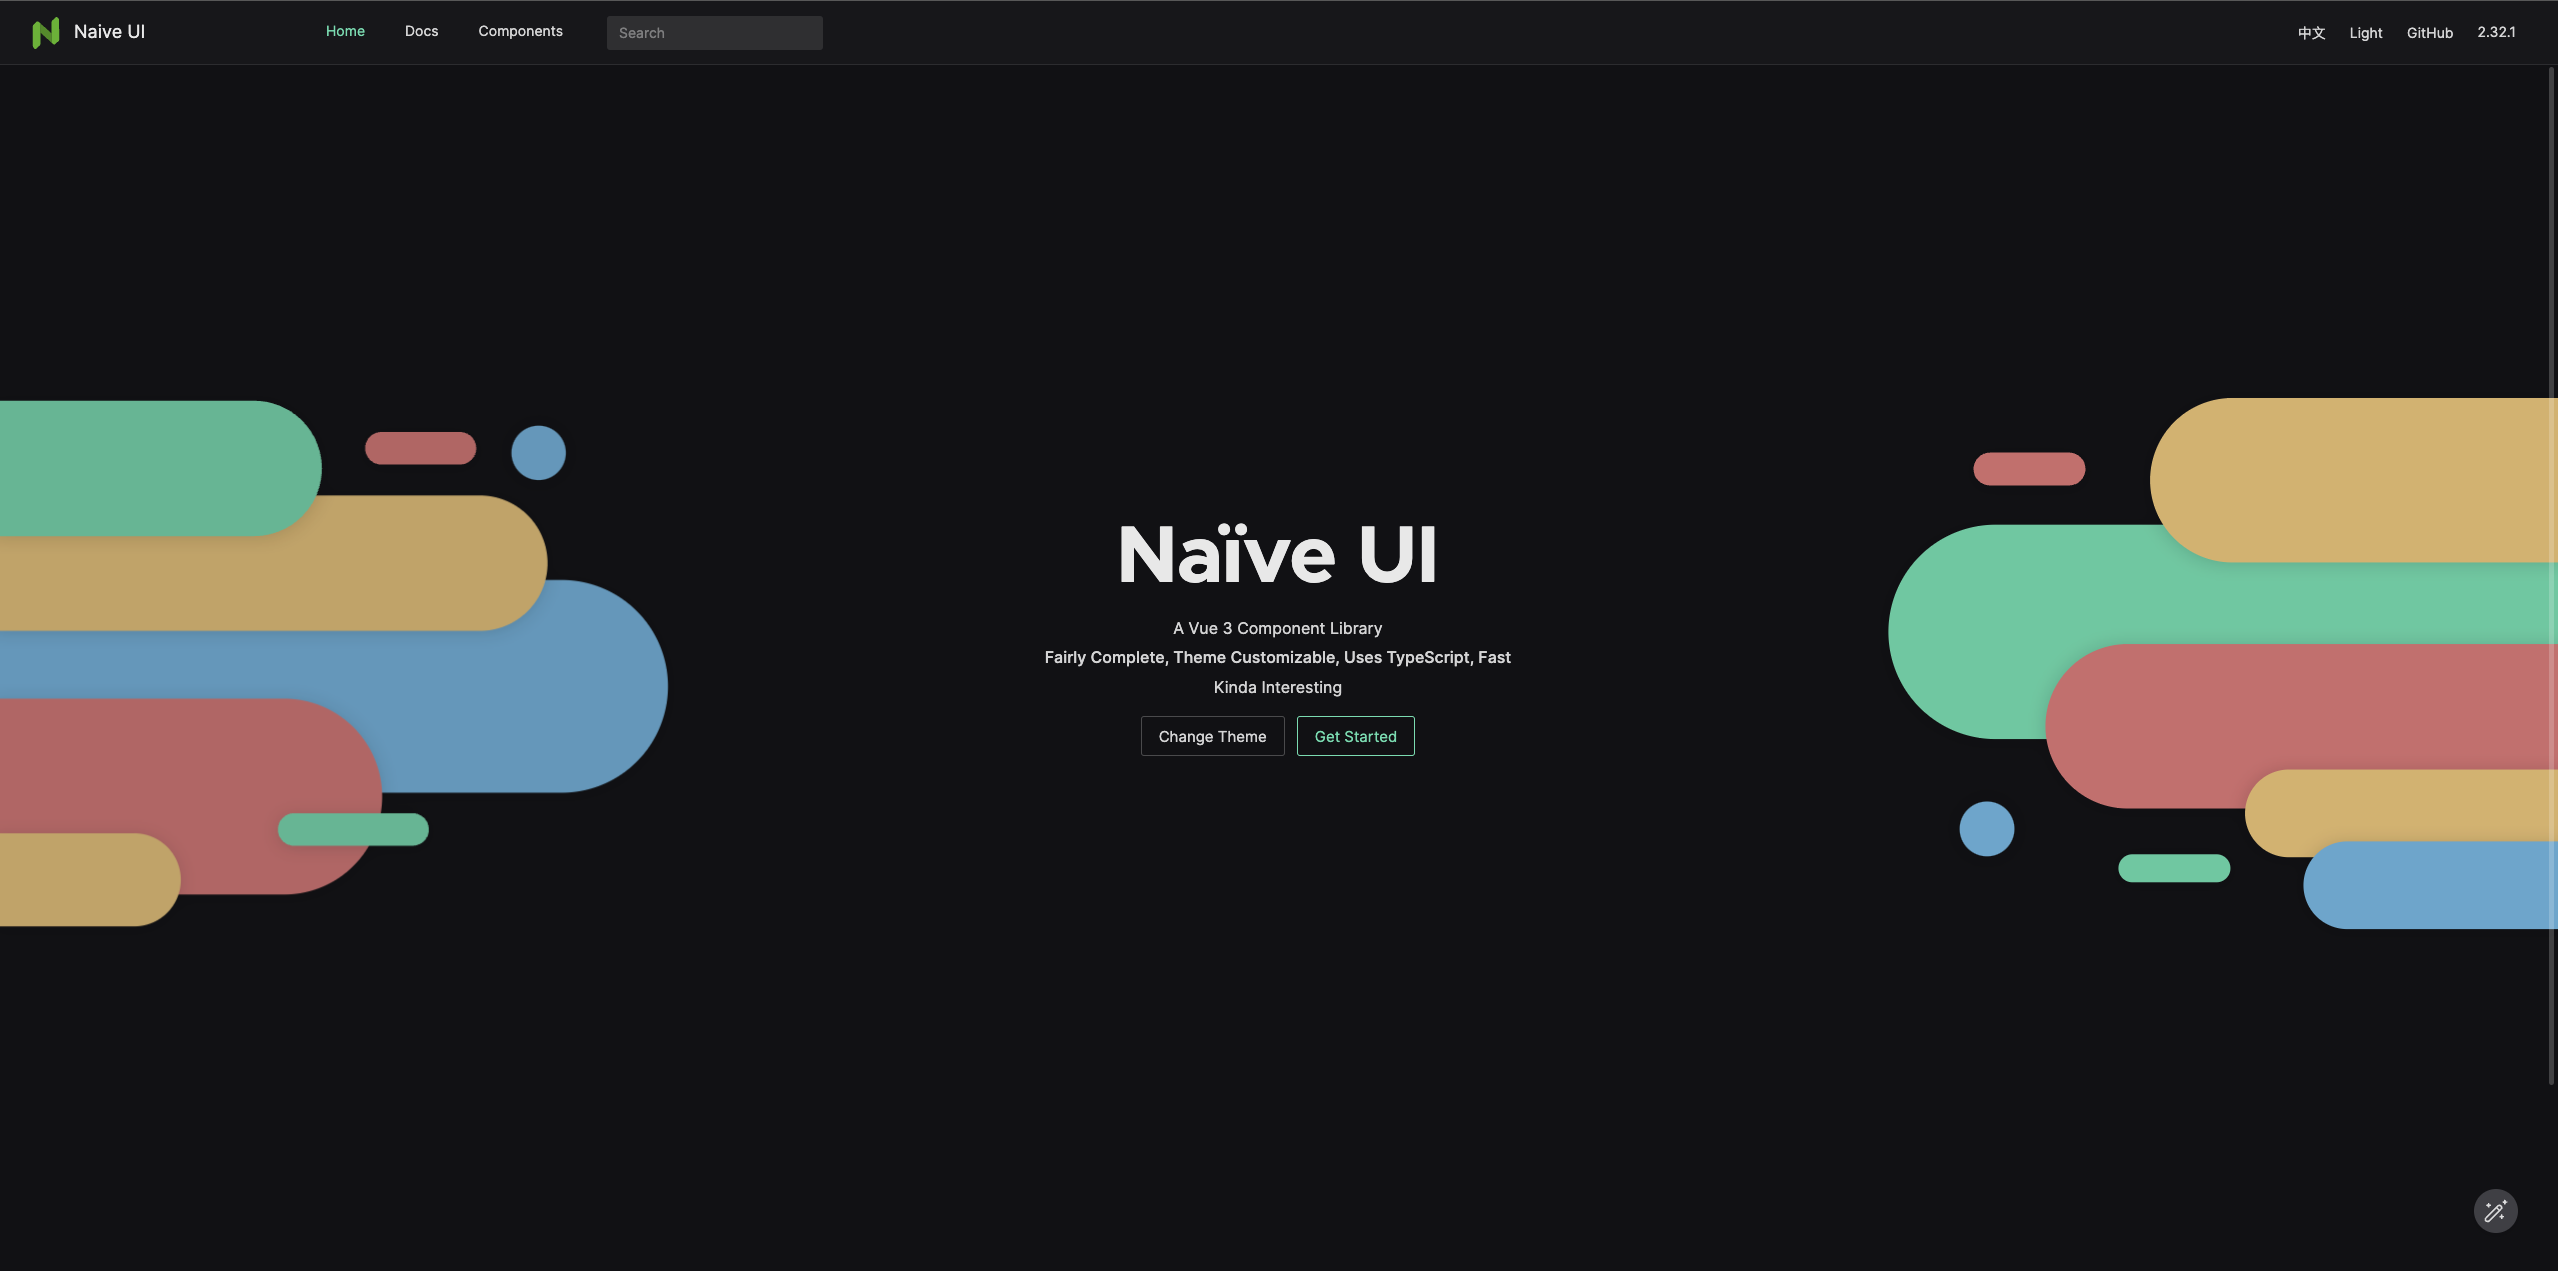 Naive UI
Home Docs Components Search
中文 Light GitHub 2.32.1
Naïve UI
A Vue 3 Component Library
Fairly Complete, Theme Customizable, Uses TypeScript, Fast
Kinda Interesting
Change Theme Get Started